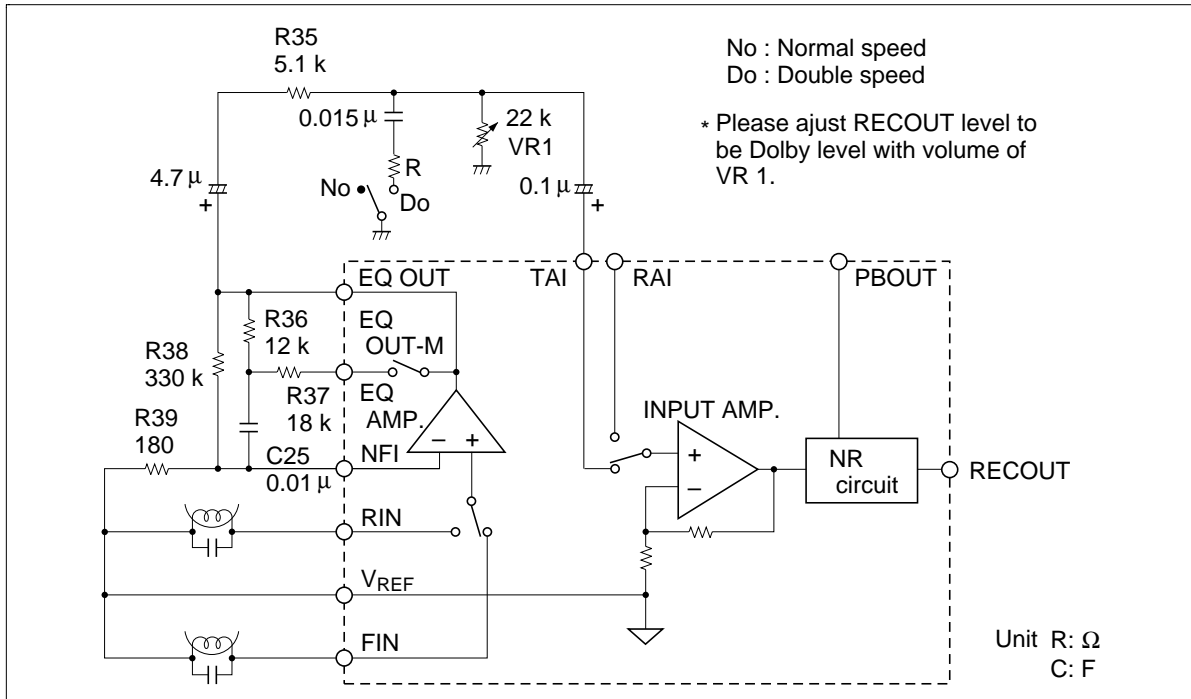 R35
5.1 k
No : Normal speed
Do : Double speed
* Please ajust RECOUT level to
be Dolby level with volume of
VR 1.
0.015 μ
22 k
VR1
R
4.7 μ
+
No
Do
0.1 μ
+
EQ OUT
TAI
RAI
PBOUT
R36
12 k
EQ
OUT-M
R38
330 k
R37
18 k
EQ
AMP.
INPUT AMP.
R39
180
C25
0.01 μ
NFI
− +
+
−
NR
circuit
RECOUT
RIN
VREF
FIN
Unit R: Ω
C: F